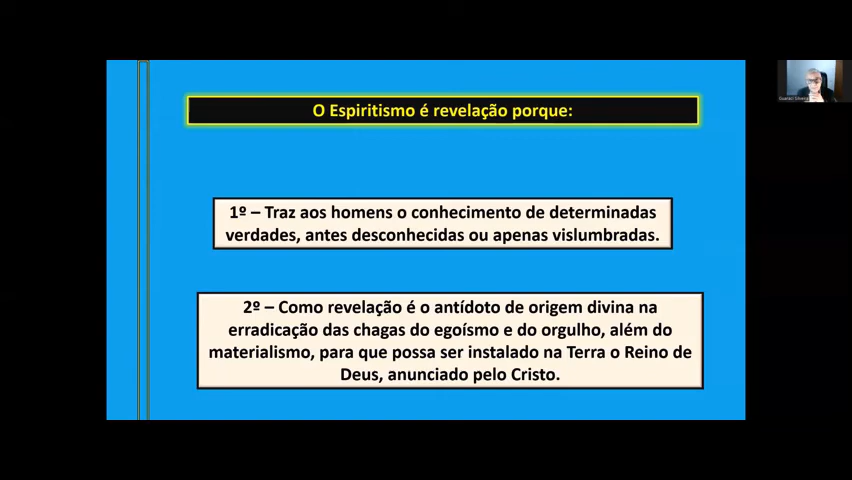 O Espiritismo é revelação porque:
1º – Traz aos homens o conhecimento de determinadas
verdades, antes desconhecidas ou apenas vislumbradas.
2º – Como revelação é o antídoto de origem divina na
erradicação das chagas do egoísmo e do orgulho, além do
materialismo, para que possa ser instalado na Terra o Reino de
Deus, anunciado pelo Cristo.